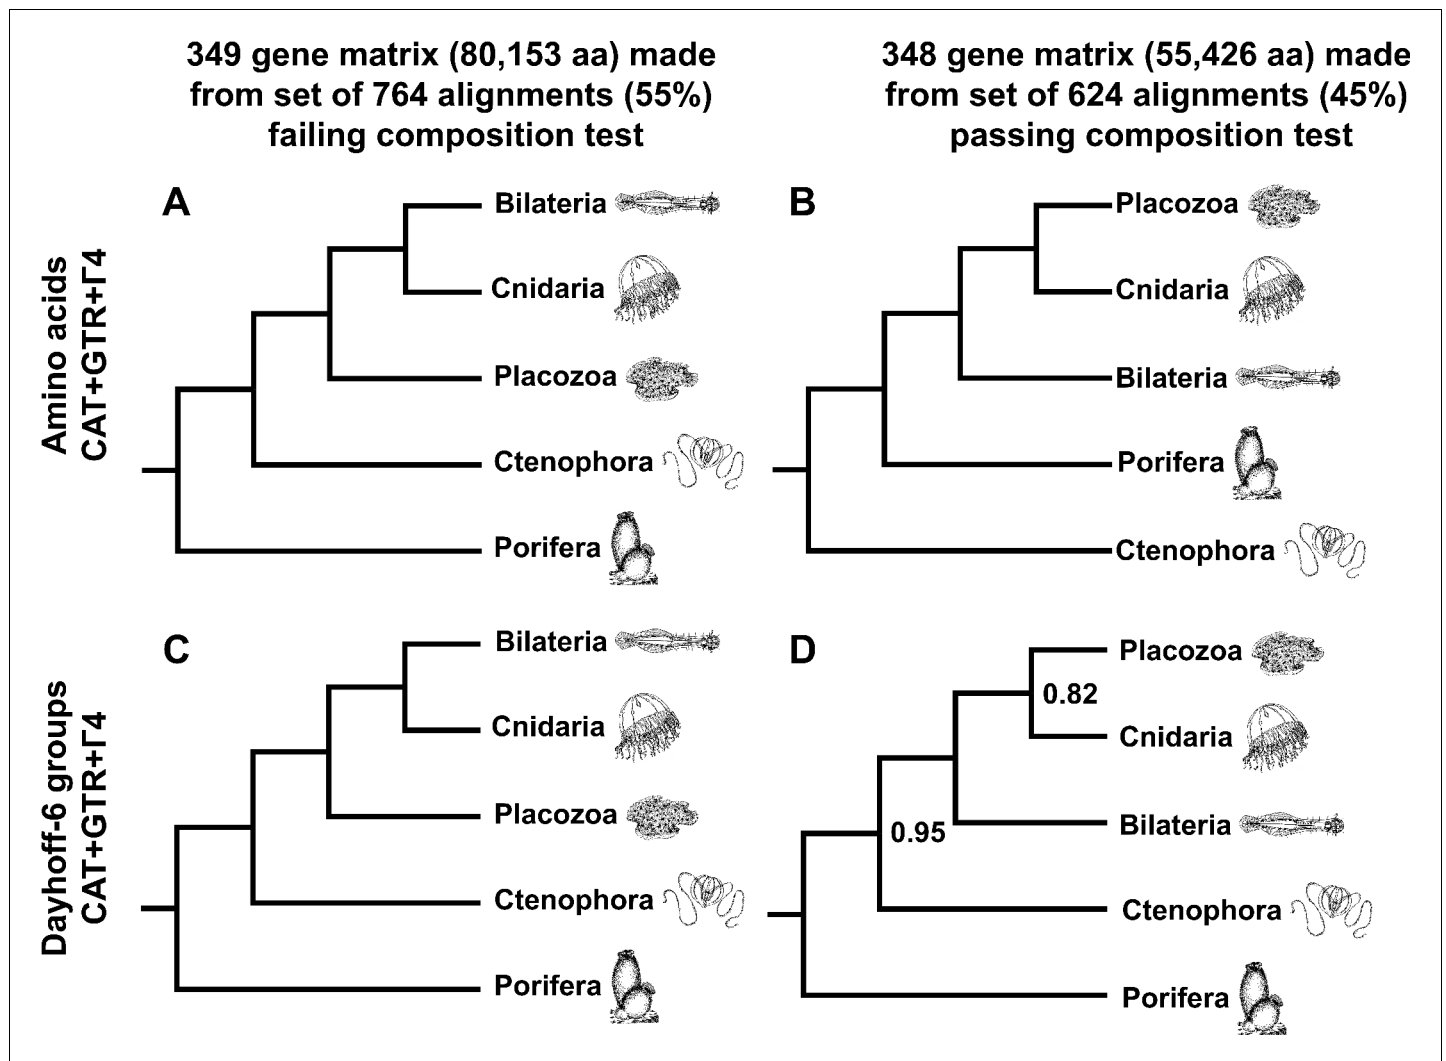 349 gene matrix (80,153 aa) made
from set of 764 alignments (55%)
failing composition test
348 gene matrix (55,426 aa) made
from set of 624 alignments (45%)
passing composition test
Amino acids
CAT+GTR+Γ4
A
Bilateria
Cnidaria
Placozoa
Ctenophora
Porifera
B
Placozoa
Cnidaria
Bilateria
Porifera
Ctenophora
Dayhoff-6 groups
CAT+GTR+Γ4
C
Bilateria
Cnidaria
Placozoa
Ctenophora
Porifera
D
Placozoa
0.82
Cnidaria
Bilateria
0.95
Ctenophora
Porifera